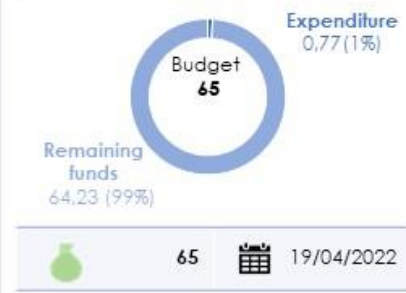 Expenditure
0,77(1%)
Budget
65
Remaining
funds
64,23 (99%)
65 19/04/2022